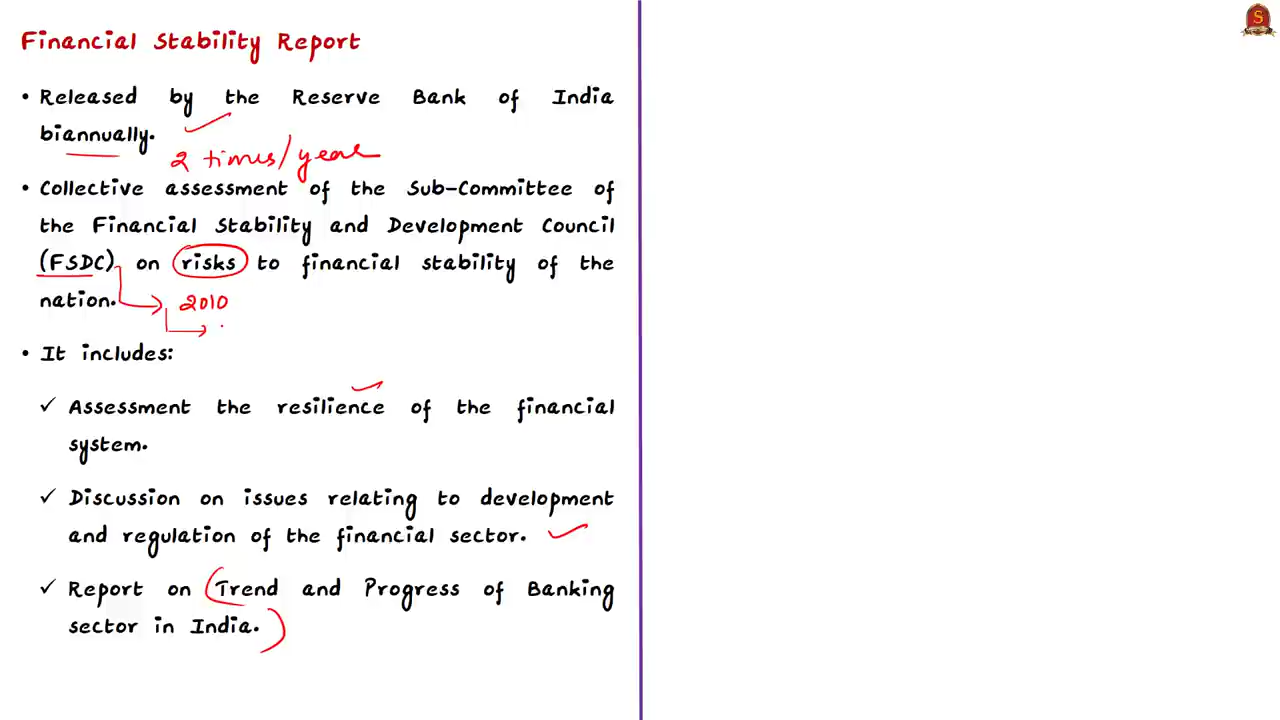 Financial Stability Report
• Released by the Reserve Bank of India
biannually.
2 times/year
• Collective assessment of the Sub-Committee of
the Financial Stability and Development Council
(FSDC) on risks to financial stability of the
nation.
2010
• It includes:
✓ Assessment the resilience of the financial
system.
✓ Discussion on issues relating to development
and regulation of the financial sector.
✓ Report on Trend and Progress of Banking
sector in India.
S